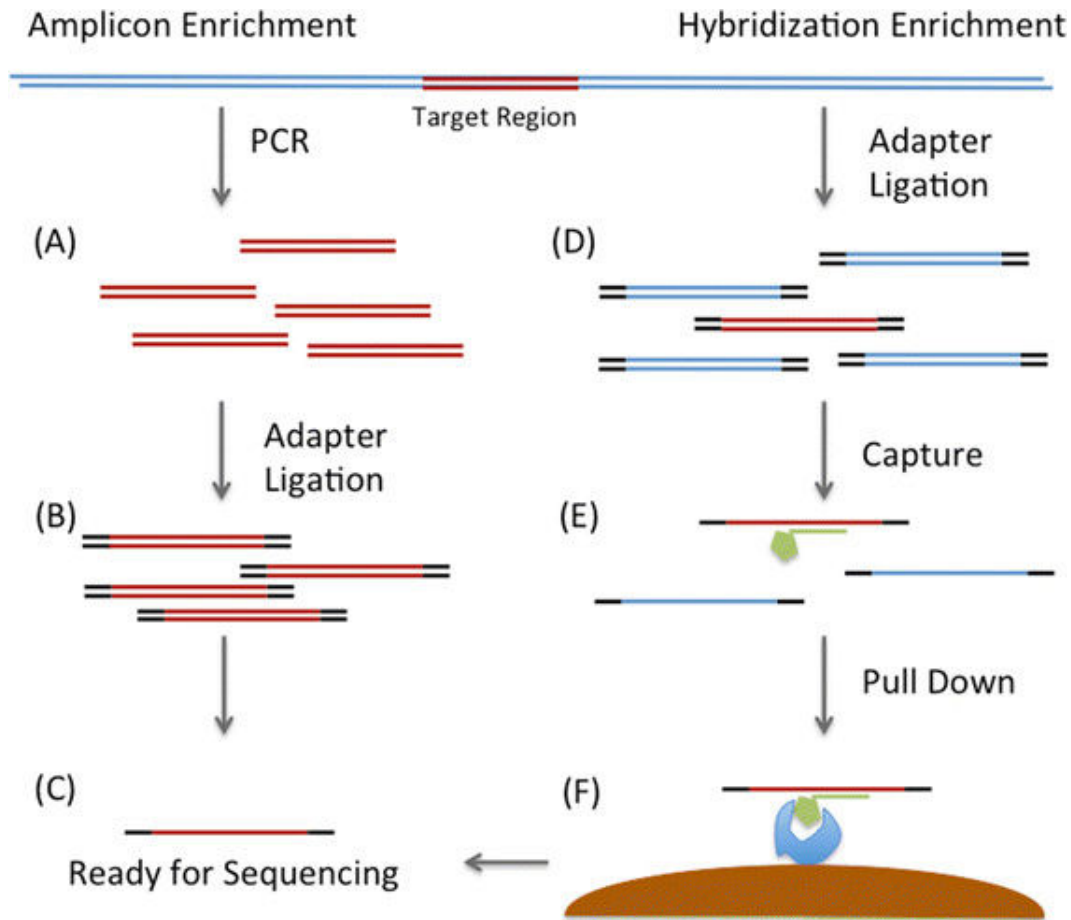 Amplicon Enrichment
Hybridization Enrichment
Target Region
PCR
Adapter
Ligation
(A)
(D)
Adapter
Ligation
Capture
(B)
(E)
Pull Down
(C)
(F)
Ready for Sequencing